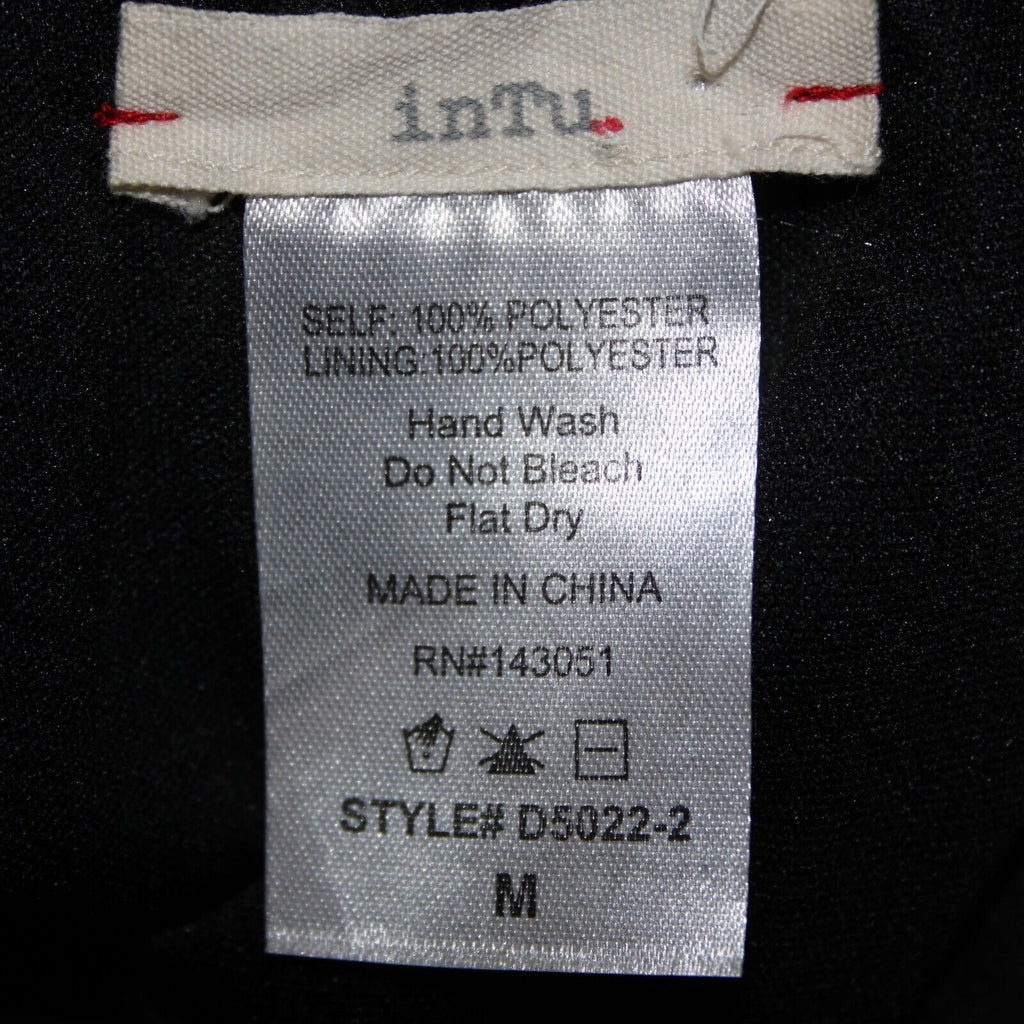 inTu
SELF: 100% POLYESTER
LINING:100%POLYESTER
Hand Wash
Do Not Bleach
Flat Dry
MADE IN CHINA
RN#143051
STYLE# D5022-2
M